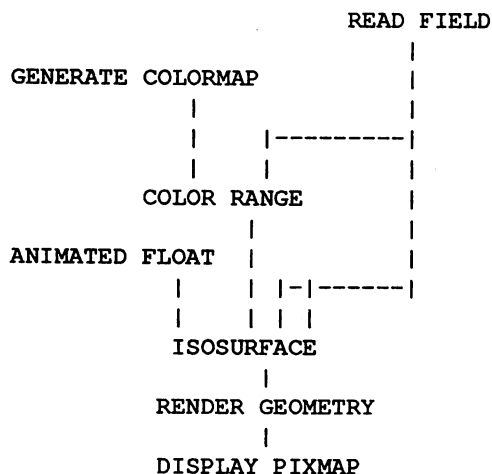 READ FIELD
GENERATE COLORMAP
COLOR RANGE
ANIMATED FLOAT
ISOSURFACE
RENDER GEOMETRY
DISPLAY PIXMAP